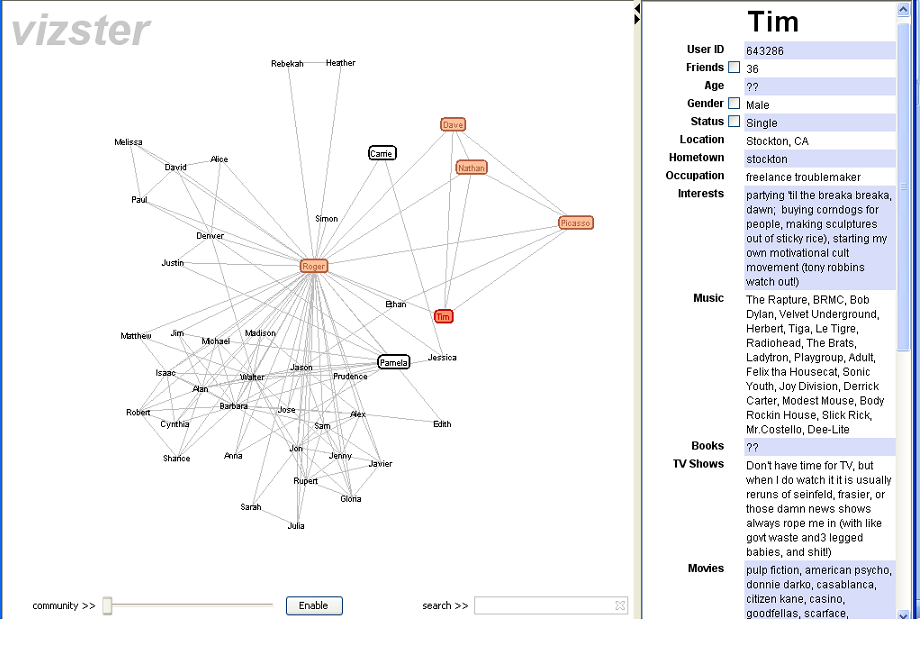 vizster
Rebekah
Heather
Dave
Melissa
Carrie
David
Alice
Nathan
Paul
Simon
Picasso
Denver
Justin
Roger
Ethan
Tim
Matthew
Jim
Michael
Madison
Jessica
Pamela
Isaac
Walter
Jason
Prudence
Alan
Robert
Barbara
Jose
Alex
Cynthia
Sam
Edith
Jon
Shance
Anna
Jenny
Javier
Rupert
Sarah
Gloria
Julia
community >>
Enable
search >>
Tim
User ID 643286
Friends 36
Age ??
Gender Male
Status Single
Location Stockton, CA
Hometown stockton
Occupation freelance troublemaker
Interests partying 'til the breaka breaka,
dawn; buying corndogs for
people, making sculptures
out of sticky rice), starting my
own motivational cult
movement (tony robbins
watch out!)
Music The Rapture, BRMC, Bob
Dylan, Velvet Underground,
Herbert, Tiga, Le Tigre,
Radiohead, The Brats,
Ladytron, Playgroup, Adult,
Felix tha Housecat, Sonic
Youth, Joy Division, Derrick
Carter, Modest Mouse, Body
Rockin House, Slick Rick,
Mr.Costello, Dee-Lite
Books ??
TV Shows Don't have time for TV, but
when I do watch it it is usually
reruns of seinfeld, frasier, or
those damn news shows
always rope me in (with like
govt waste and3 legged
babies, and shit!)
Movies pulp fiction, american psycho,
donnie darko, casablanca,
citizen kane, casino,
goodfellas, scarface,